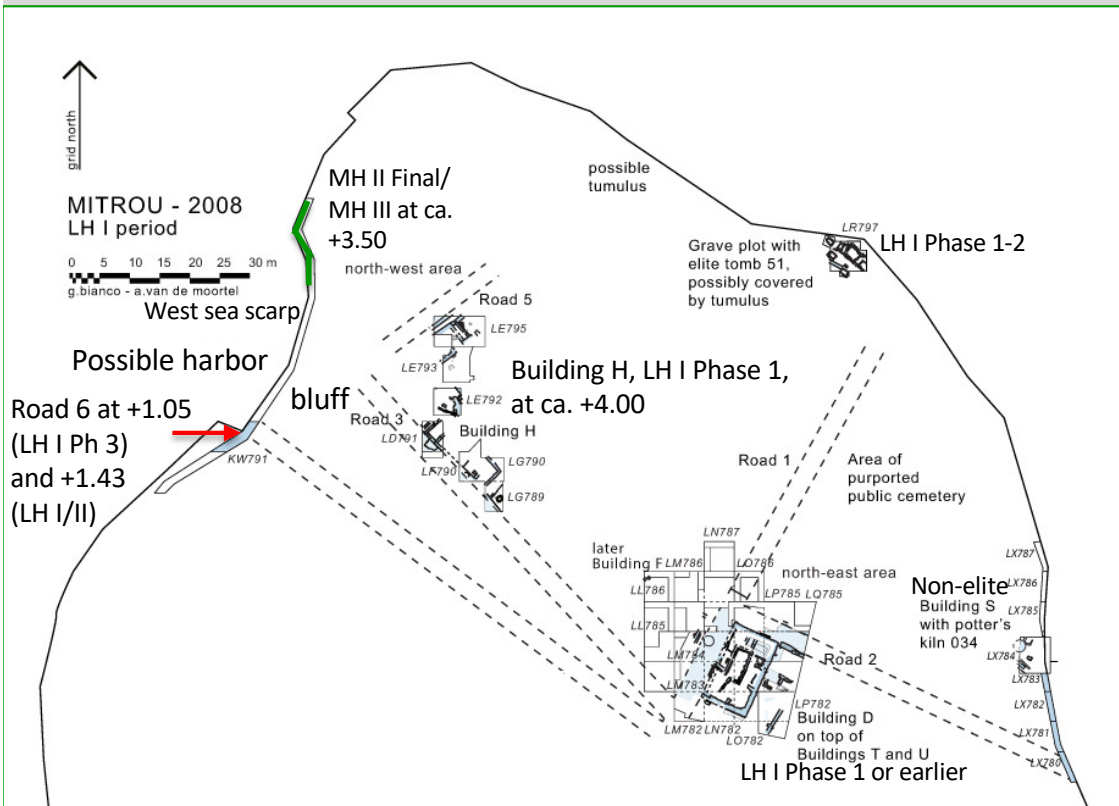 grid north
MITROU - 2008
LH I period
0 5 10 15 20 25 30 m
g.bianco - a.van de moortel
West sea scarp
MH II Final/
MH III at ca.
+3.50
north-west area
Road 5
LE795
LE793
LE792
possible
tumulus
LR797
LH I Phase 1-2
Grave plot with
elite tomb 51,
possibly covered
by tumulus
Possible harbor
bluff
Building H, LH I Phase 1,
at ca. +4.00
Road 6 at +1.05
(LH I Ph 3)
and +1.43
(LH I/II)
KW791
Road 3
LD791
Building H
LF790
LG790
LG789
Road 1
Area of
purported
public cemetery
LN787
later
Building F
LM786
LO786
north-east area
LL786
LP785
LQ785
LL785
LM784
LM783
Road 2
LP782
LM782
LN782
LO782
Building D
on top of
Buildings T and U
LH I Phase 1 or earlier
LX787
LX786
LX785
Non-elite
Building S
with potter's
kiln 034
LX784
LX783
LX782
LX781
LX780